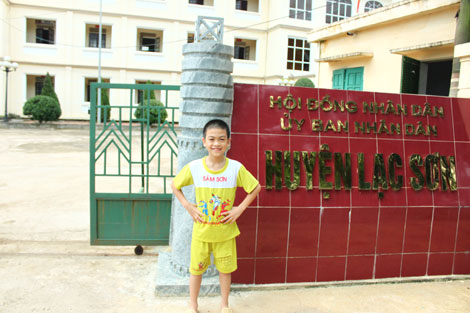 HỘI ĐỒNG NHÂN DÂN
ỦY BAN NHÂN DÂN
HUYỆN LẠC SƠN
SẦM SƠN